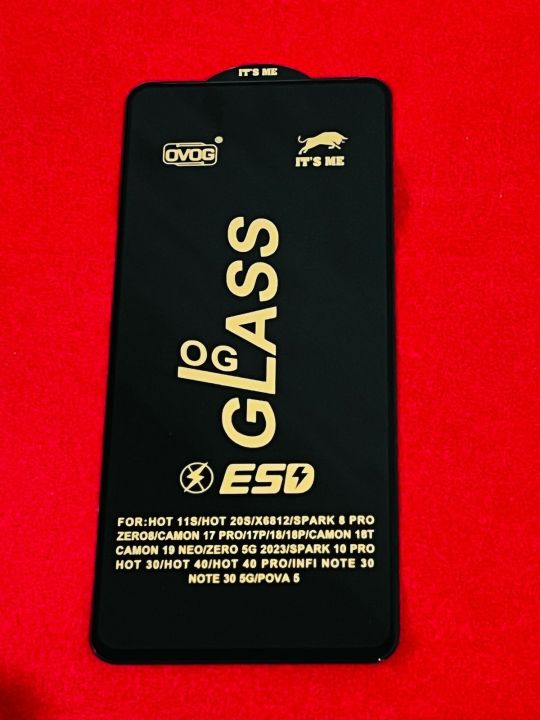 IT'S ME
OVOG®
IT'S ME
OG
GLASS
ESD
FOR:HOT 11S/HOT 20S/X6812/SPARK 8 PRO
ZERO8/CAMON 17 PRO/17P/18/18P/CAMON 18T
CAMON 19 NEO/ZERO 5G 2023/SPARK 10 PRO
HOT 30/HOT 40/HOT 40 PRO/INFI NOTE 30
NOTE 30 5G/POVA 5